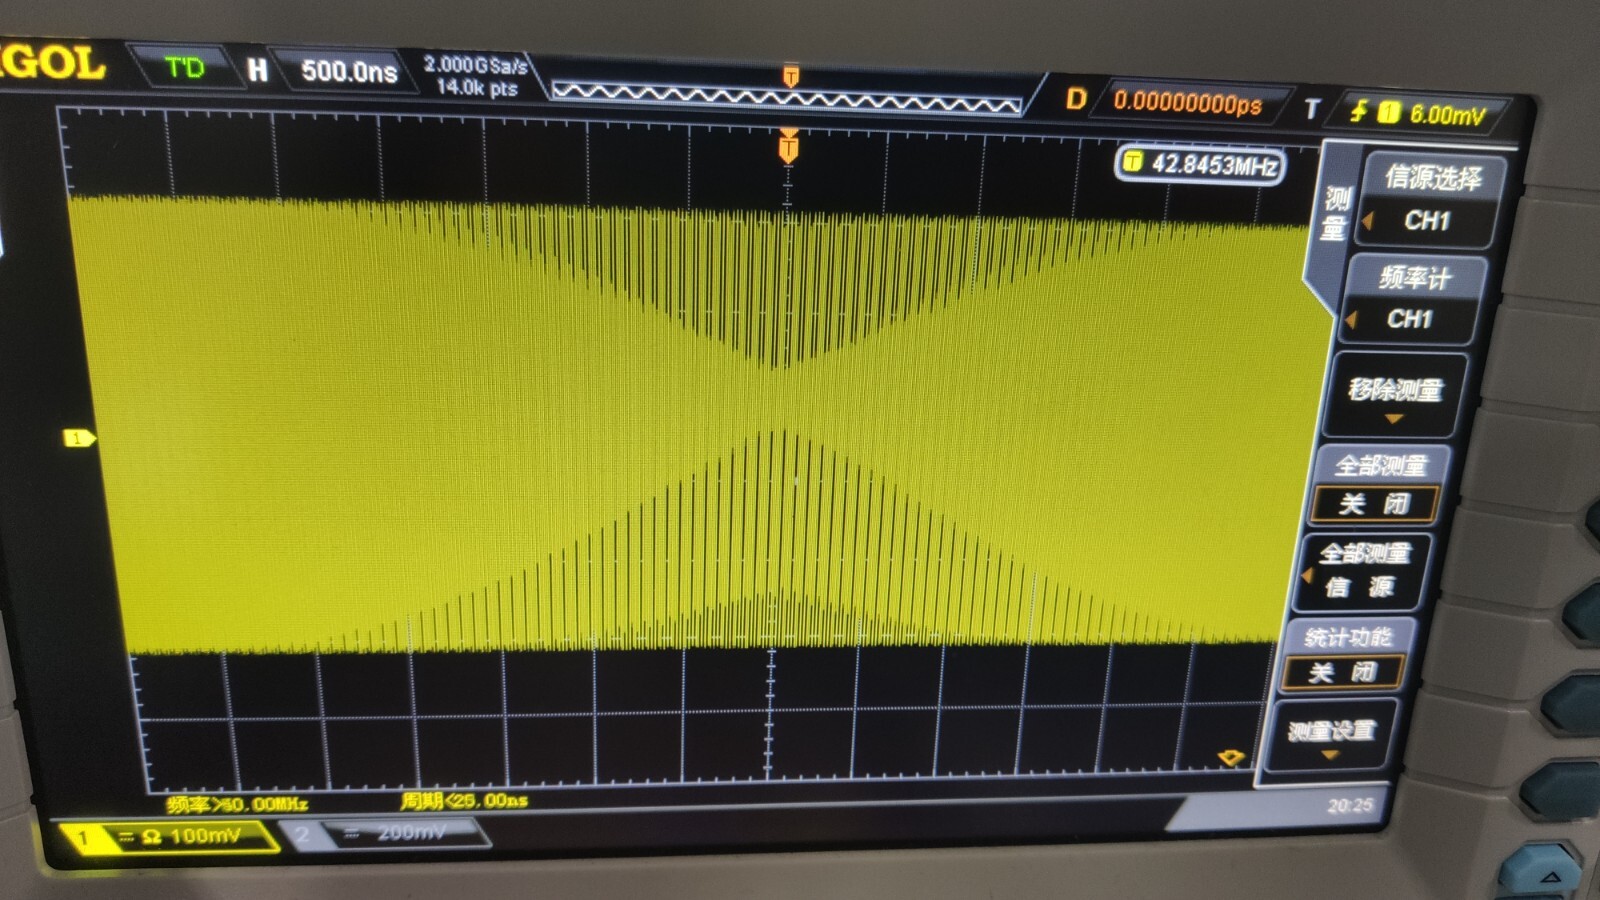 IGOL
T'D
H
500.0ns
2.000GSa/s
14.0k pts
T
D
0.00000000ps
T
1
6.00mV
T
T 42.8453MHz
测量
信源选择
CH1
频率计
CH1
移除测量
全部测量
关 闭
全部测量
信 源
统计功能
关 闭
测量设置
1
频率>50.00MHz
周期<26.00ns
1
Ω 100mV
2
200mV
20:25